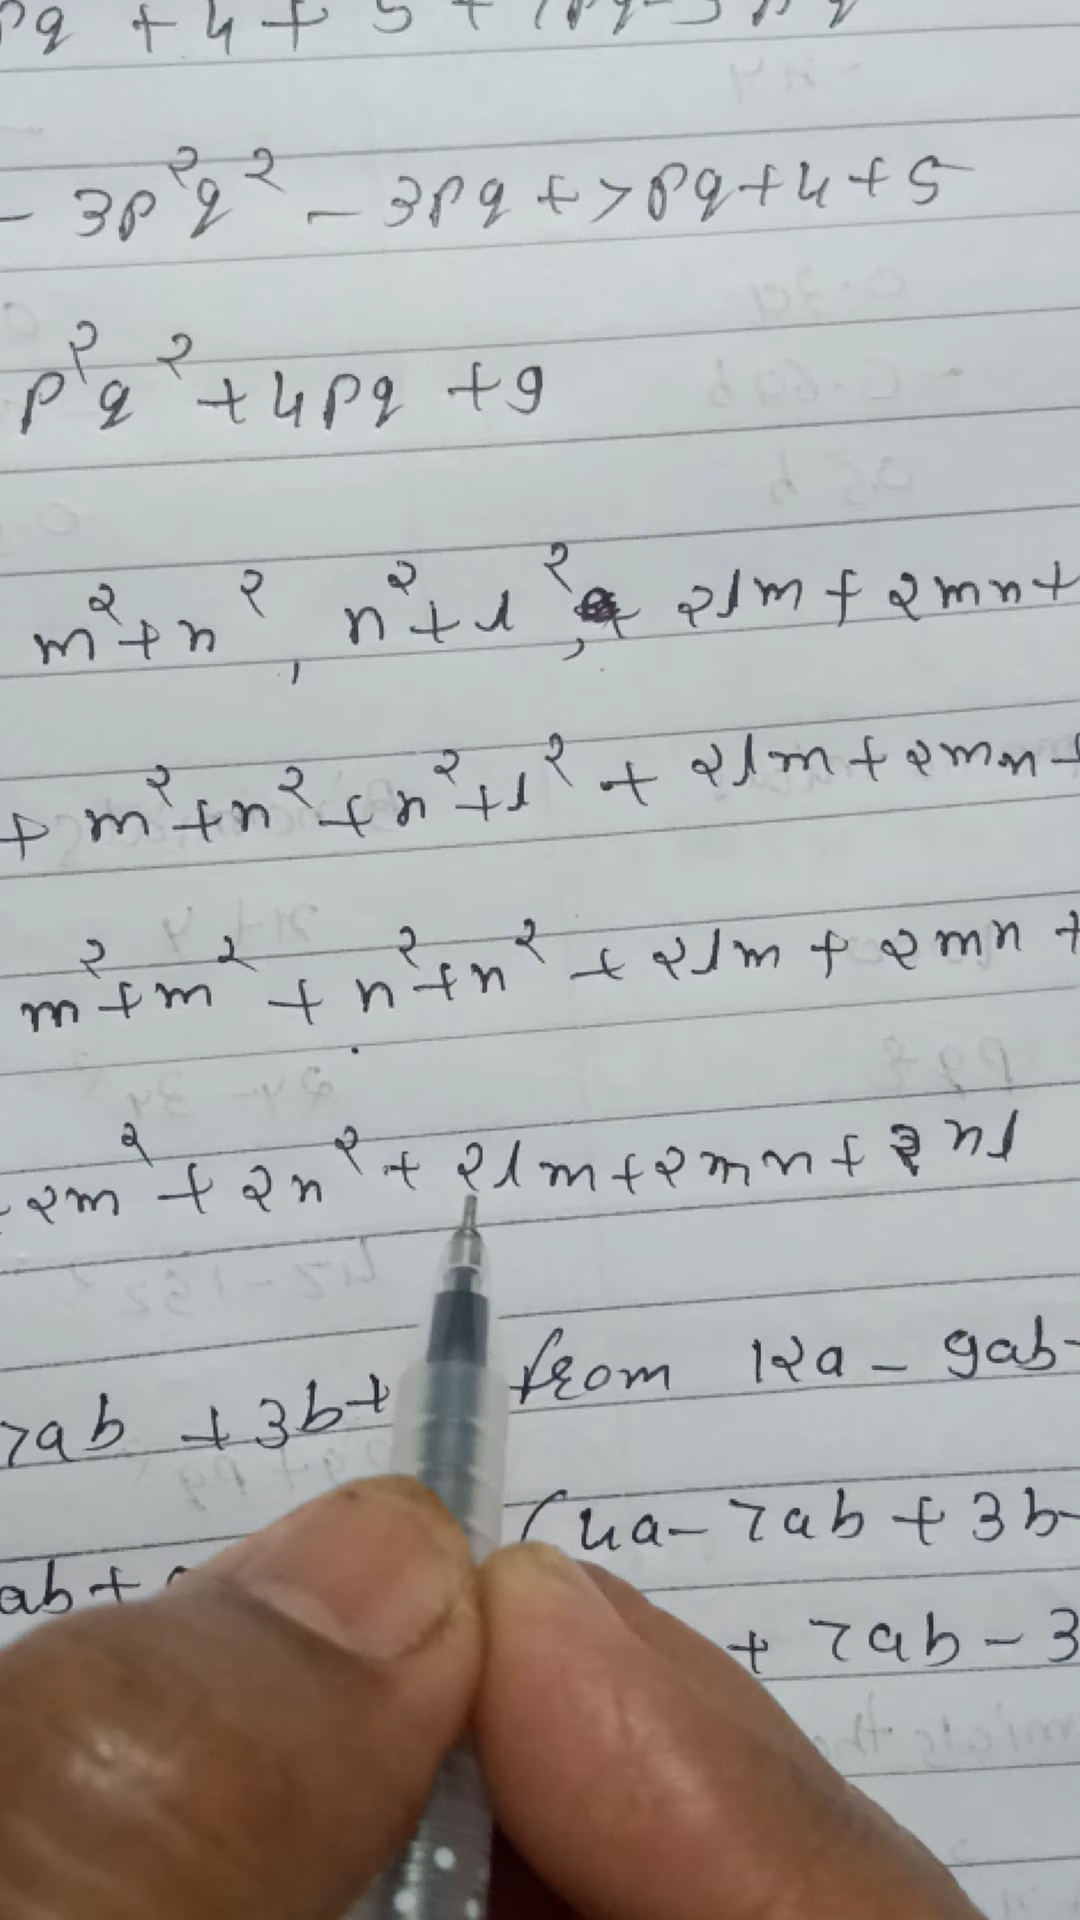 pq + 4 + 5 + 7pq - 3pq
- 3p²q² - 3pq + 7pq + 4 + 5
p²q² + 4pq + 9
m² + n², n² + l², 2lm + 2mn +
+ m² + n² + n² + l² + 2lm + 2mn +
m² + m² + n² + n² + 2lm + 2mn +
2m² + 2n² + 2lm + 2mn + 2nl
7ab + 3b + from 12a - 9ab -
(4a - 7ab + 3b -
ab + + 7ab - 3